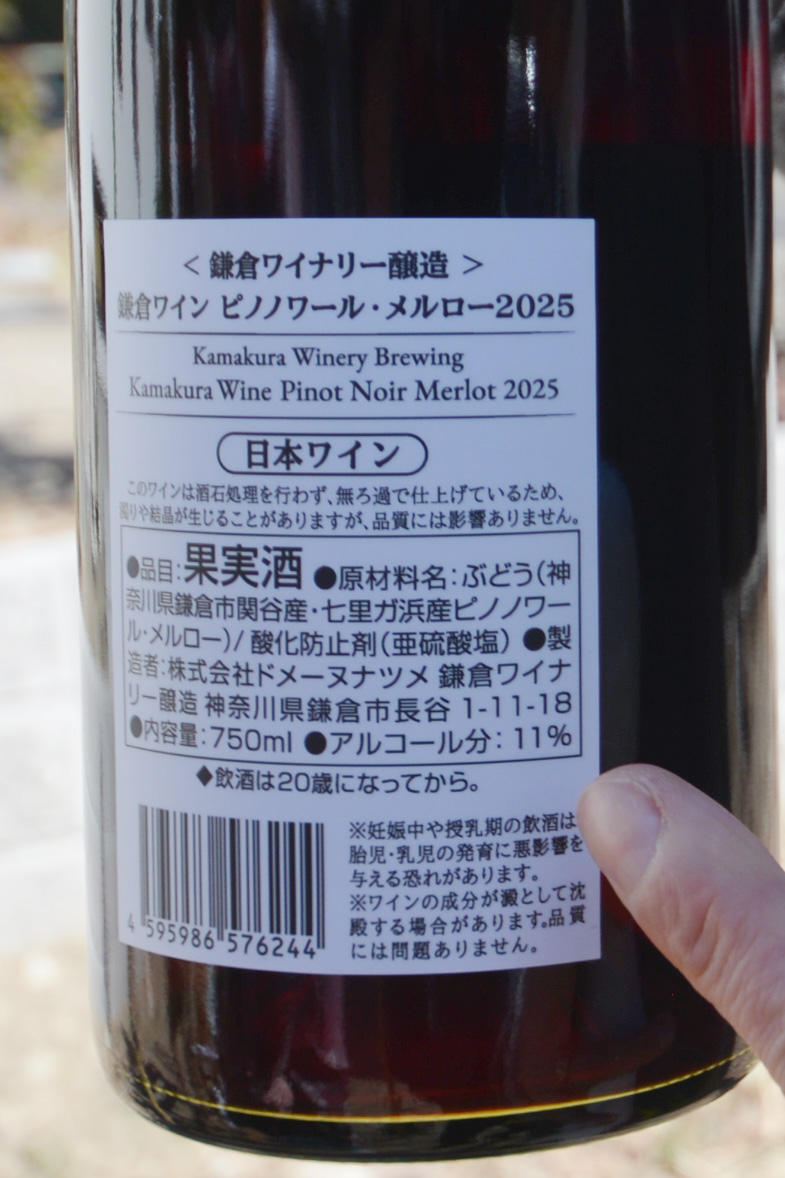 < 鎌倉ワイナリー醸造 >
鎌倉ワイン ピノノワール・メルロー2025
Kamakura Winery Brewing
Kamakura Wine Pinot Noir Merlot 2025
日本ワイン
このワインは酒石処理を行わず、無ろ過で仕上げているため、
濁りや結晶が生じることがありますが、品質には影響ありません。
●品目:果実酒 ●原材料名:ぶどう(神
奈川県鎌倉市関谷産・七里ガ浜産ピノノワー
ル・メルロー)/ 酸化防止剤(亜硫酸塩) ●製
造者:株式会社ドメーヌナツメ 鎌倉ワイナ
リー醸造 神奈川県鎌倉市長谷 1-11-18
●内容量:750ml ●アルコール分:11%
◆飲酒は20歳になってから。
※妊娠中や授乳期の飲酒は
胎児・乳児の発育に悪影響を
与える恐れがあります。
※ワインの成分が澱として沈
殿する場合があります。品質
には問題ありません。
4 595986 576244